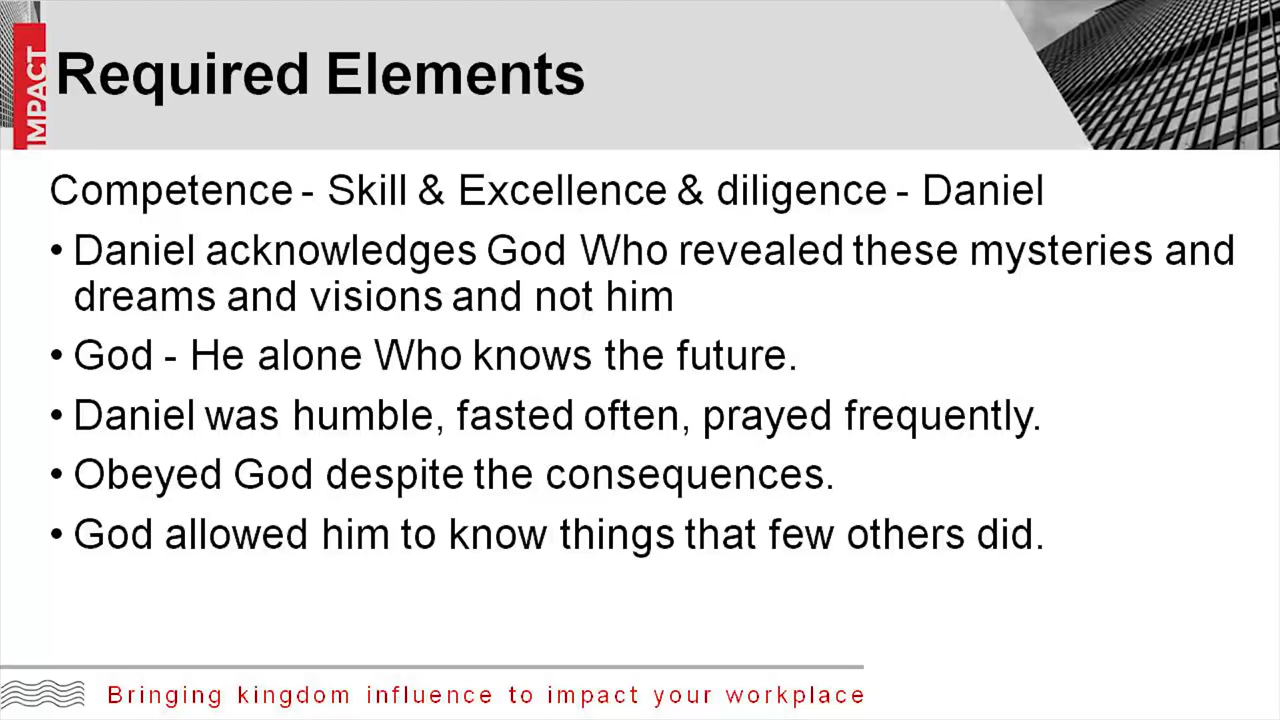 IMPACT
Required Elements
Competence - Skill & Excellence & diligence - Daniel
• Daniel acknowledges God Who revealed these mysteries and
dreams and visions and not him
• God - He alone Who knows the future.
• Daniel was humble, fasted often, prayed frequently.
• Obeyed God despite the consequences.
• God allowed him to know things that few others did.
Bringing kingdom influence to impact your workplace